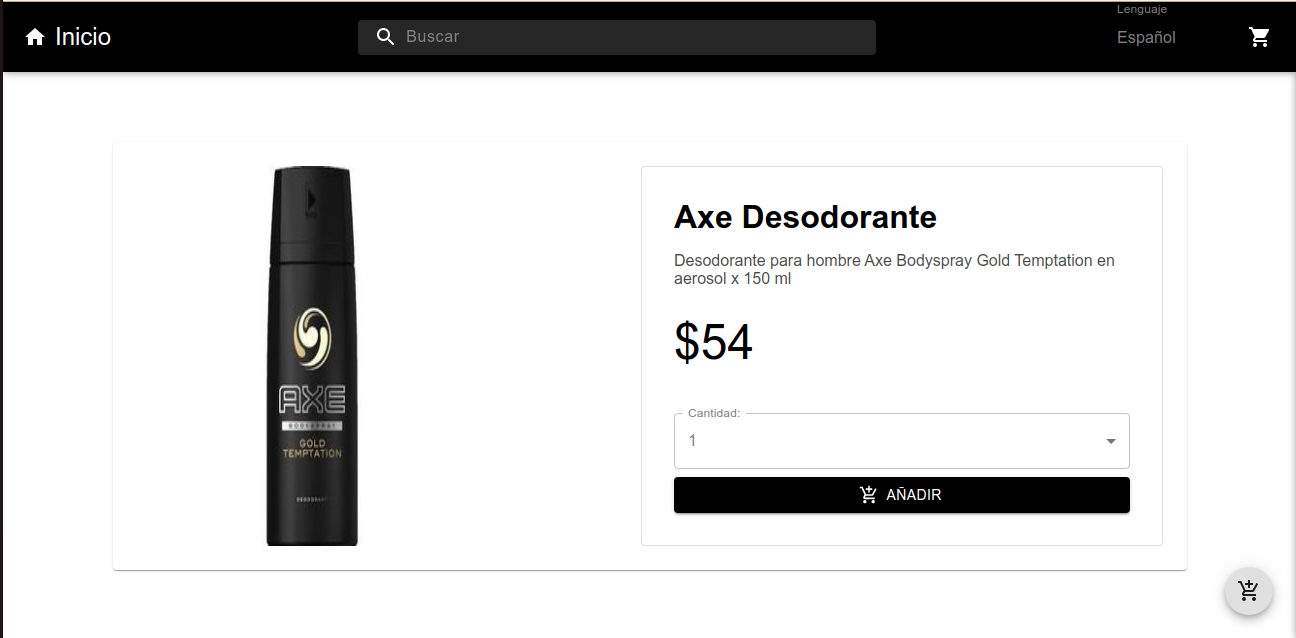 Inicio
Buscar
Lenguaje
Español
AXE
BODYSPRAY
GOLD
TEMPTATION
DEODORANT
Axe Desodorante
Desodorante para hombre Axe Bodyspray Gold Temptation en
aerosol x 150 ml
$54
Cantidad:
1
AÑADIR